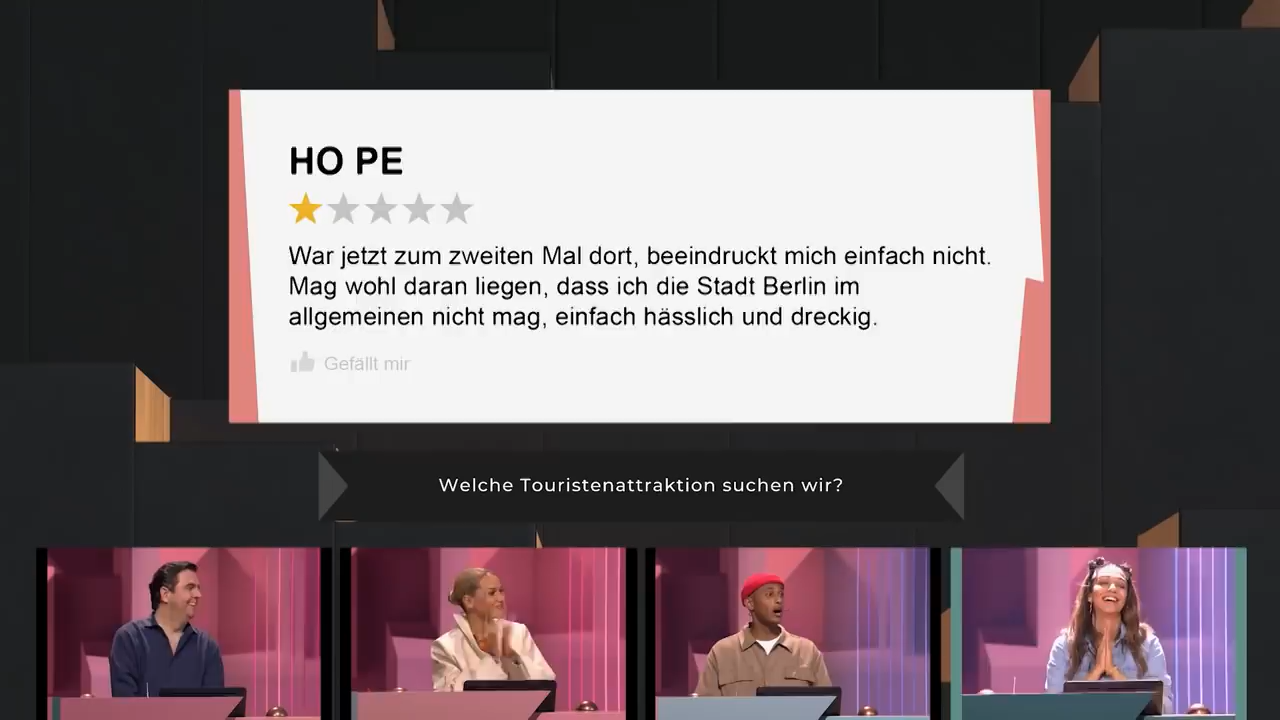 HO PE
War jetzt zum zweiten Mal dort, beeindruckt mich einfach nicht.
Mag wohl daran liegen, dass ich die Stadt Berlin im
allgemeinen nicht mag, einfach hässlich und dreckig.
Gefällt mir
Welche Touristenattraktion suchen wir?